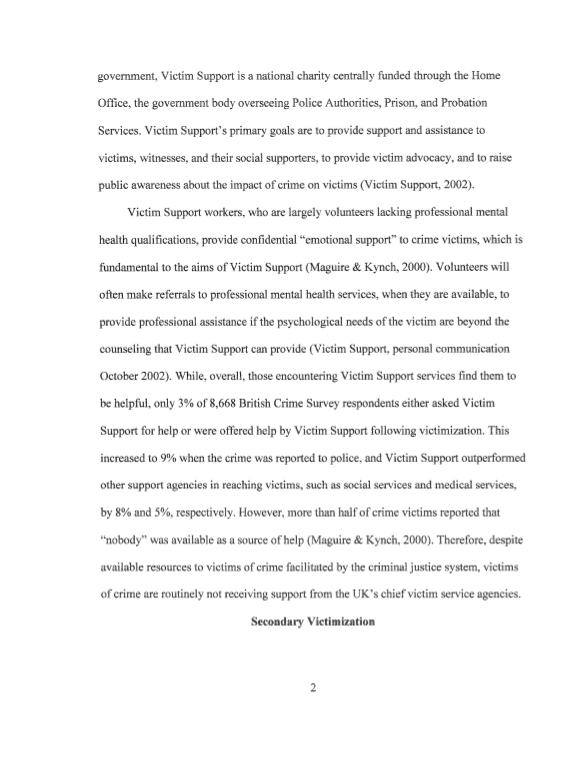 government, Victim Support is a national charity centrally funded through the Home
Office, the government body overseeing Police Authorities, Prison, and Probation
Services. Victim Support's primary goals are to provide support and assistance to
victims, witnesses, and their social supporters, to provide victim advocacy, and to raise
public awareness about the impact of crime on victims (Victim Support, 2002).
Victim Support workers, who are largely volunteers lacking professional mental
health qualifications, provide confidential “emotional support” to crime victims, which is
fundamental to the aims of Victim Support (Maguire & Kynch, 2000). Volunteers will
often make referrals to professional mental health services, when they are available, to
provide professional assistance if the psychological needs of the victim are beyond the
counseling that Victim Support can provide (Victim Support, personal communication
October 2002). While, overall, those encountering Victim Support services find them to
be helpful, only 3% of 8,668 British Crime Survey respondents either asked Victim
Support for help or were offered help by Victim Support following victimization. This
increased to 9% when the crime was reported to police, and Victim Support outperformed
other support agencies in reaching victims, such as social services and medical services,
by 8% and 5%, respectively. However, more than half of crime victims reported that
“nobody” was available as a source of help (Maguire & Kynch, 2000). Therefore, despite
available resources to victims of crime facilitated by the criminal justice system, victims
of crime are routinely not receiving support from the UK's chief victim service agencies.
Secondary Victimization
2